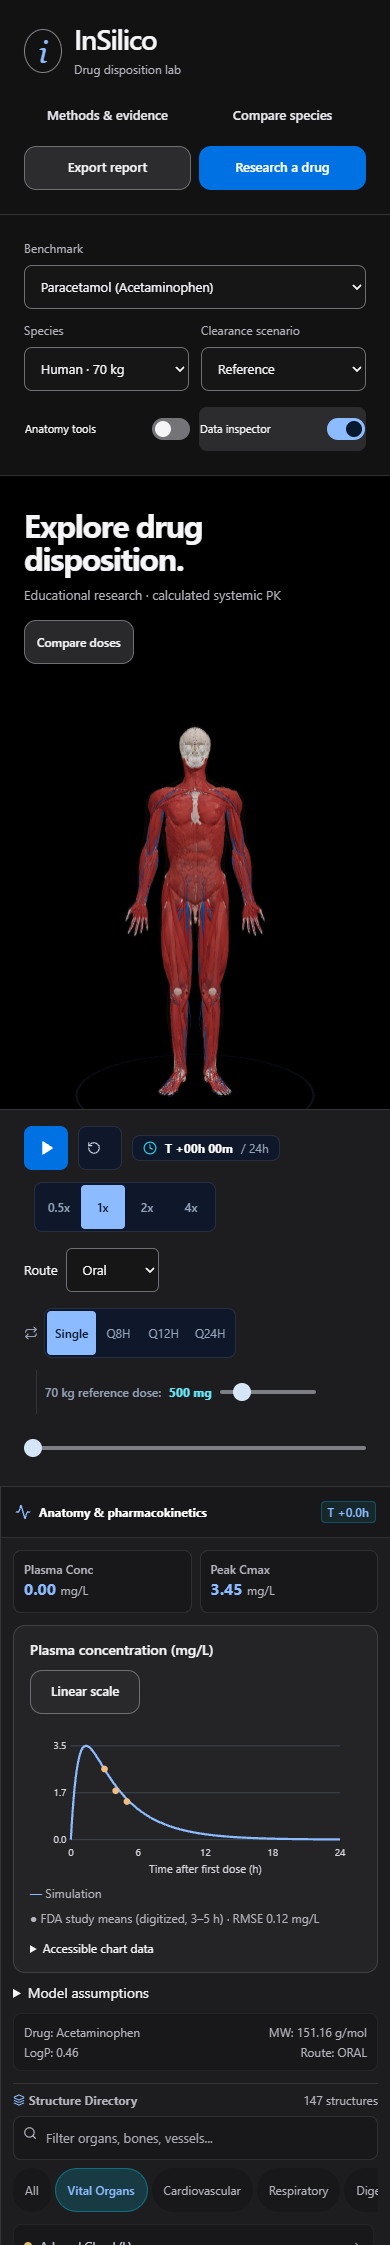 i
InSilico
Drug disposition lab
Methods & evidence
Compare species
Export report
Research a drug
Benchmark
Paracetamol (Acetaminophen)
Species
Clearance scenario
Human · 70 kg
Reference
Anatomy tools
Data inspector
Explore drug
disposition.
Educational research · calculated systemic PK
Compare doses
T +00h 00m / 24h
0.5x 1x 2x 4x
Route Oral
Single Q8H Q12H Q24H
70 kg reference dose: 500 mg
Anatomy & pharmacokinetics
T +0.0h
Plasma Conc
0.00 mg/L
Peak Cmax
3.45 mg/L
Plasma concentration (mg/L)
Linear scale
3.5
1.7
0.0
0 6 12 18 24
Time after first dose (h)
— Simulation
● FDA study means (digitized, 3–5 h) · RMSE 0.12 mg/L
▶ Accessible chart data
▶ Model assumptions
Drug: Acetaminophen
MW: 151.16 g/mol
LogP: 0.46
Route: ORAL
Structure Directory
147 structures
Filter organs, bones, vessels...
All Vital Organs Cardiovascular Respiratory Dige